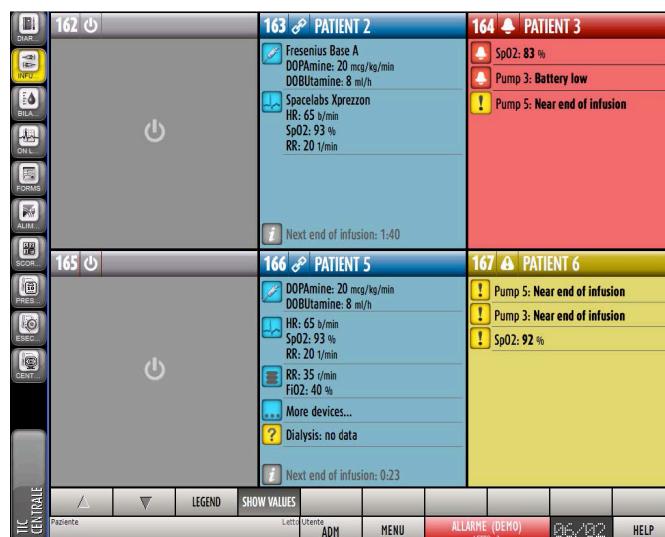 DIAR...
INFU...
BILA...
ON L...
FORMS
ALIM...
SCOR...
PRES...
ESEC...
CENT...
TIC
CENTRALE
162
163 PATIENT 2
Fresenius Base A
DOPAmine: 20 mcg/kg/min
DOBUtamine: 8 ml/h
Spacelabs Xprezzon
HR: 65 b/min
SpO2: 93 %
RR: 20 1/min
Next end of infusion: 1:40
164 PATIENT 3
SpO2: 83 %
Pump 3: Battery low
Pump 5: Near end of infusion
165
166 PATIENT 5
DOPAmine: 20 mcg/kg/min
DOBUtamine: 8 ml/h
HR: 65 b/min
SpO2: 93 %
RR: 20 1/min
RR: 35 r/min
FiO2: 40 %
More devices...
Dialysis: no data
Next end of infusion: 0:23
167 PATIENT 6
Pump 5: Near end of infusion
Pump 3: Near end of infusion
SpO2: 92 %
LEGEND SHOW VALUES
Paziente Letto Utente
ADM MENU ALLARME (DEMO) 06/02 HELP